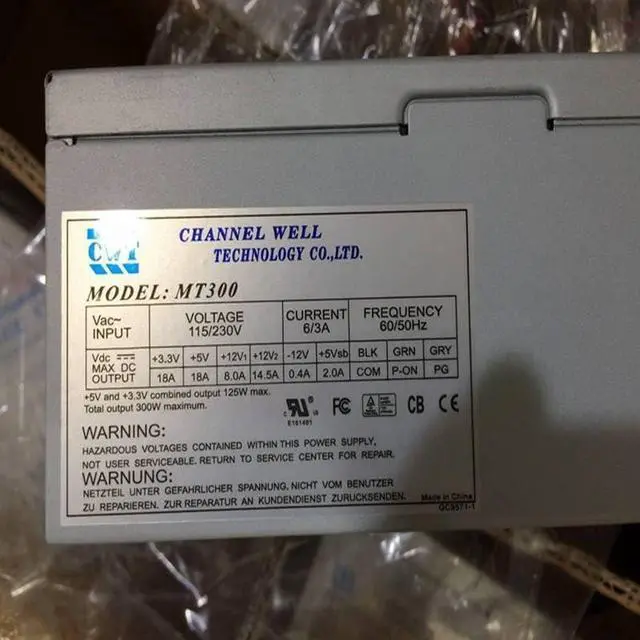 CWT
CHANNEL WELL
TECHNOLOGY CO.,LTD.
MODEL: MT300
Vac~ INPUT VOLTAGE 115/230V CURRENT 6/3A FREQUENCY 60/50Hz
Vdc MAX DC OUTPUT +3.3V +5V +12V1 +12V2 -12V +5Vsb BLK GRN GRY
18A 18A 8.0A 14.5A 0.4A 2.0A COM P-ON PG
+5V and +3.3V combined output 125W max.
Total output 300W maximum.
c RU us FC CB CE
E161451
WARNING:
HAZARDOUS VOLTAGES CONTAINED WITHIN THIS POWER SUPPLY,
NOT USER SERVICEABLE. RETURN TO SERVICE CENTER FOR REPAIR.
WARNUNG:
NETZTEIL UNTER GEFAHRLICHER SPANNUNG, NICHT VOM BENUTZER
ZU REPARIEREN. ZUR REPARATUR AN KUNDENDIENST ZURUCKSENDEN.
Made in China
GC9571-1